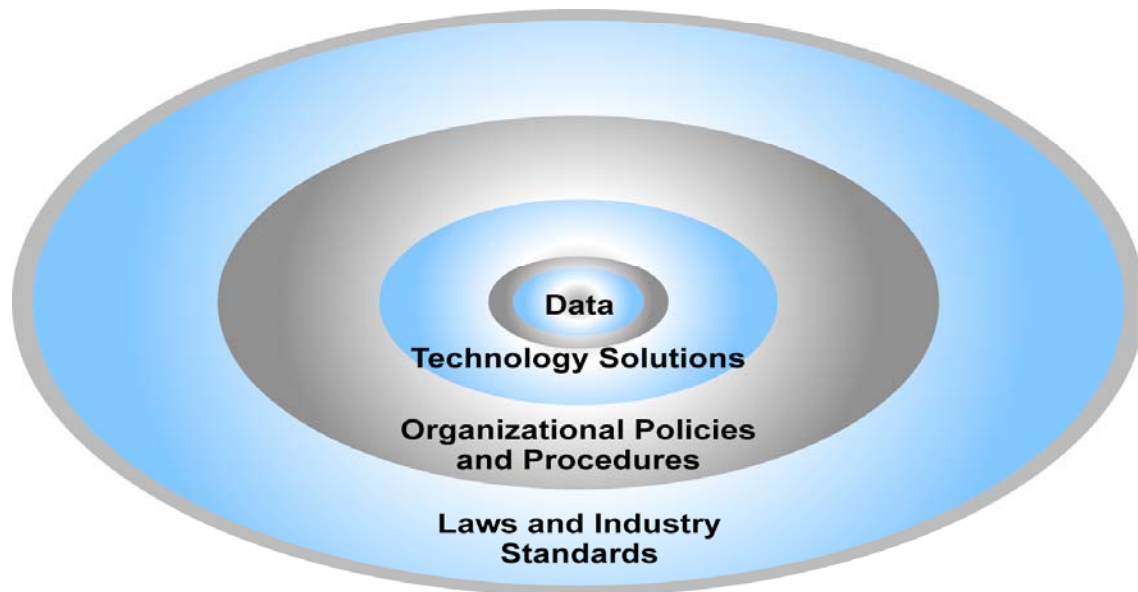 Data
Technology Solutions
Organizational Policies
and Procedures
Laws and Industry
Standards